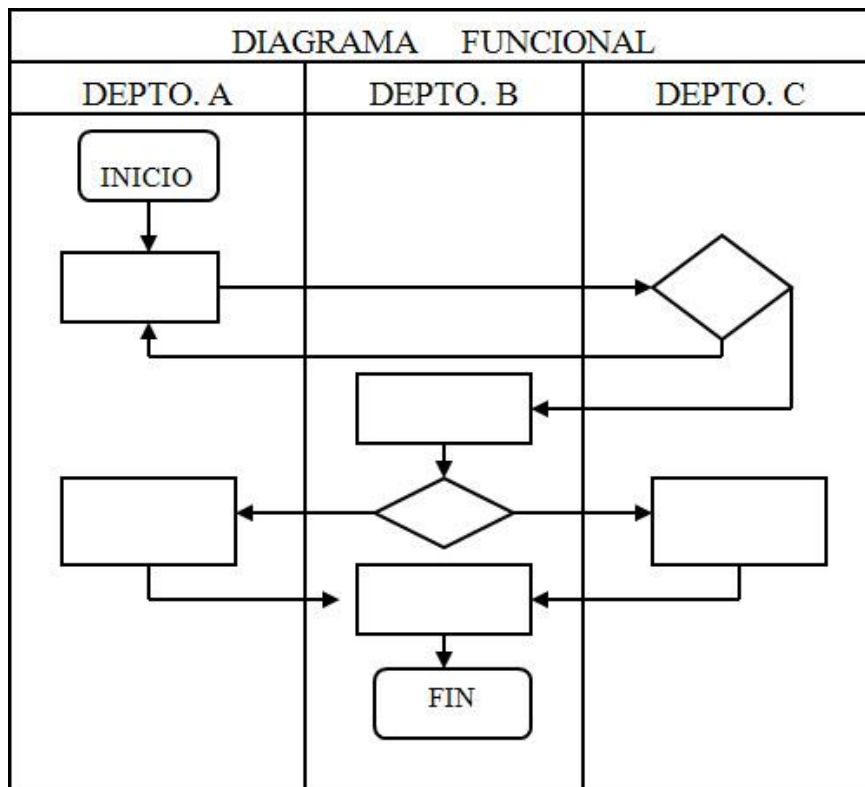 DIAGRAMA FUNCIONAL
DEPTO. A DEPTO. B DEPTO. C
INICIO
FIN